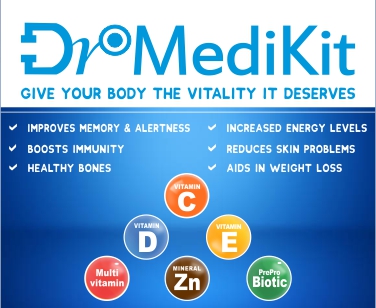 DrMediKit
GIVE YOUR BODY THE VITALITY IT DESERVES
IMPROVES MEMORY & ALERTNESS
BOOSTS IMMUNITY
HEALTHY BONES
INCREASED ENERGY LEVELS
REDUCES SKIN PROBLEMS
AIDS IN WEIGHT LOSS
VITAMIN
C
VITAMIN
D
VITAMIN
E
Multi
vitamin
MINERAL
Zn
PrePro
Biotic